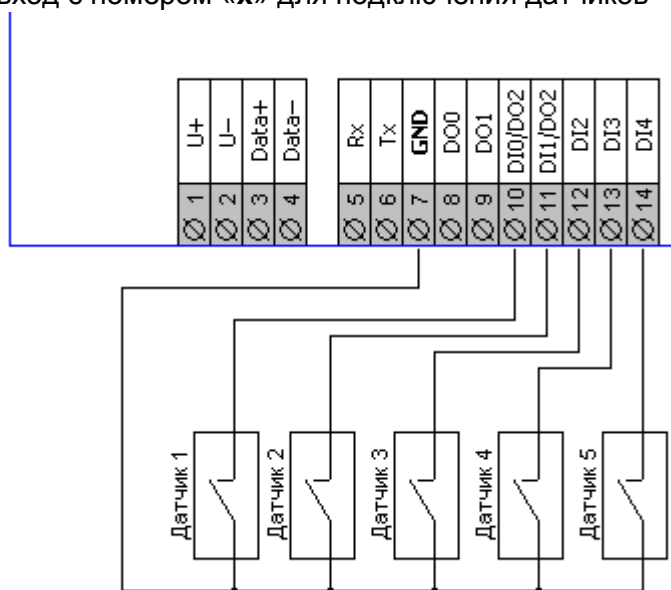 вход с номером «х» для подключения датчиков
U+
U–
Data+
Data–
Rx
Tx
GND
DO0
DO1
DI0/DO2
DI1/DO2
DI2
DI3
DI4
1
2
3
4
5
6
7
8
9
10
11
12
13
14
Датчик 1
Датчик 2
Датчик 3
Датчик 4
Датчик 5